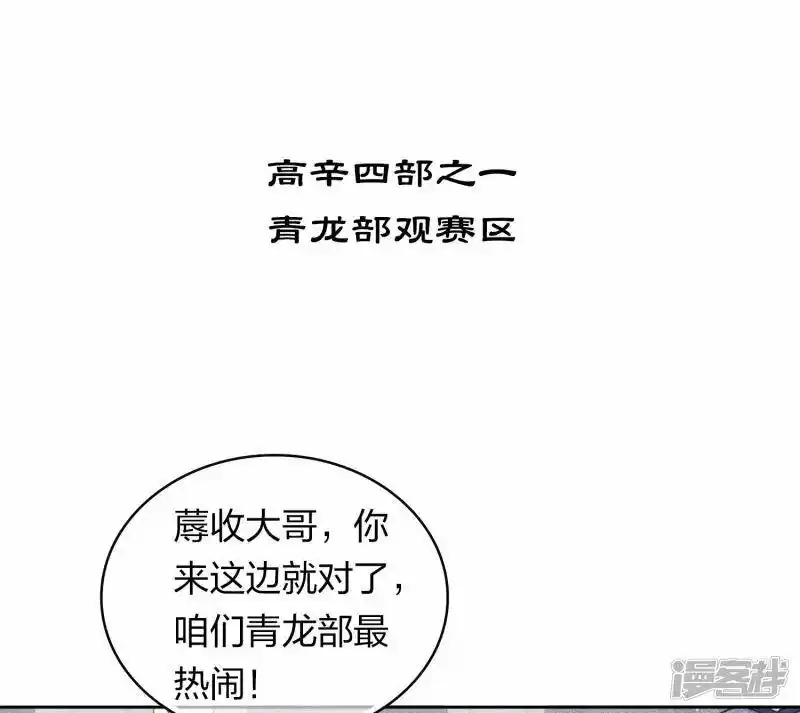 高辛四部之一
青龙部观赛区
蓐收大哥，你
来这边就对了，
咱们青龙部最
热闹！
漫客栈